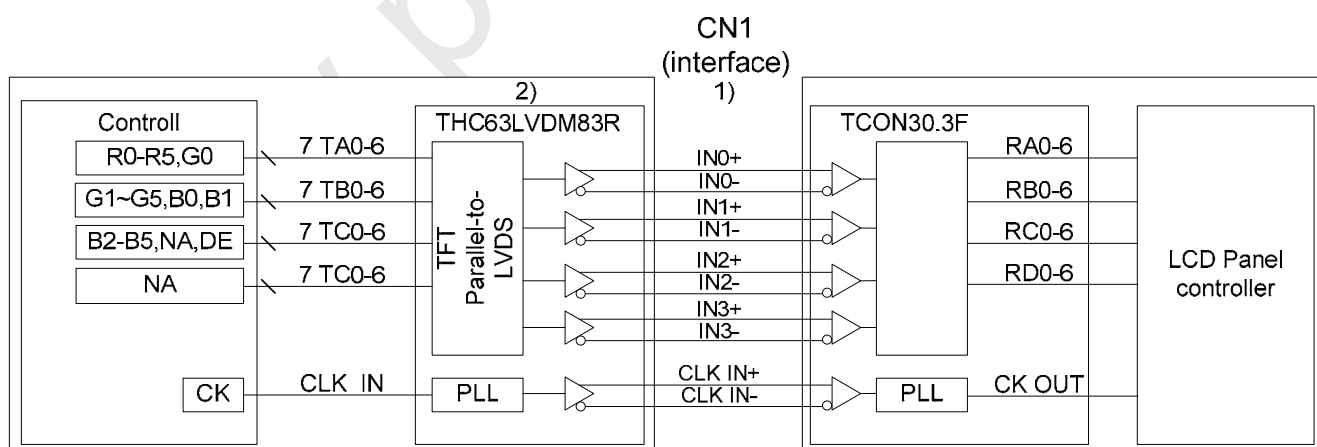 CN1
(interface)
2)
1)
Controll
THC63LVDM83R
TCON30.3F
R0-R5,G0
7 TA0-6
IN0+
IN0-
RA0-6
G1~G5,B0,B1
7 TB0-6
IN1+
IN1-
RB0-6
B2-B5,NA,DE
7 TC0-6
IN2+
IN2-
RC0-6
NA
7 TC0-6
IN3+
IN3-
RD0-6
TFT
Parallel-to-
LVDS
LCD Panel
controller
CK
CLK IN
PLL
CLK IN+
CLK IN-
PLL
CK OUT